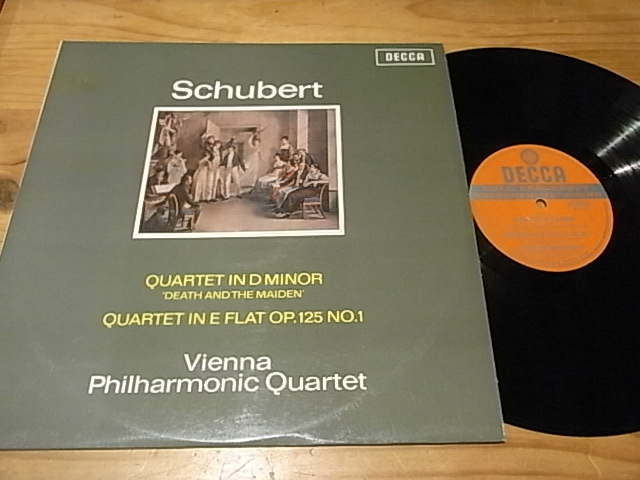 DECCA
Schubert
QUARTET IN D MINOR
'DEATH AND THE MAIDEN'
QUARTET IN E FLAT OP.125 NO.1
Vienna
Philharmonic Quartet
DECCA